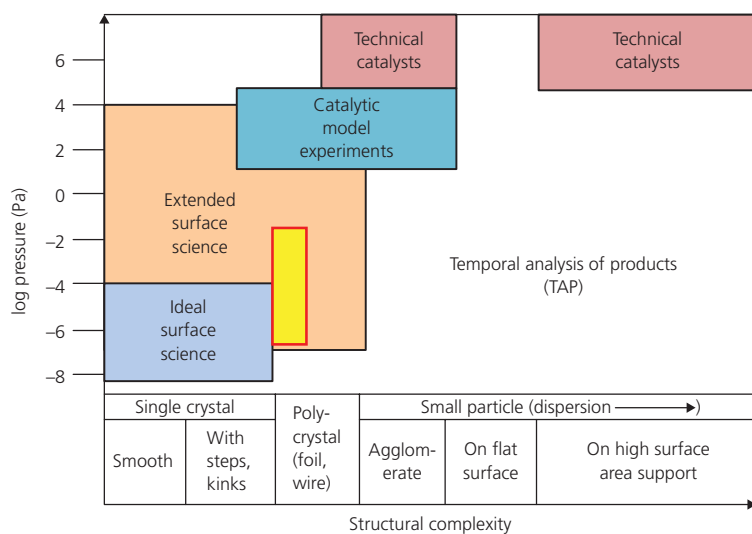 log pressure (Pa)
6
4
2
0
–2
–4
–6
–8
Technical
catalysts
Technical
catalysts
Catalytic
model
experiments
Extended
surface
science
Temporal analysis of products
(TAP)
Ideal
surface
science
Single crystal
Smooth
With
steps,
kinks
Poly-
crystal
(foil,
wire)
Small particle (dispersion ⟶)
Agglom-
erate
On flat
surface
On high surface
area support
Structural complexity